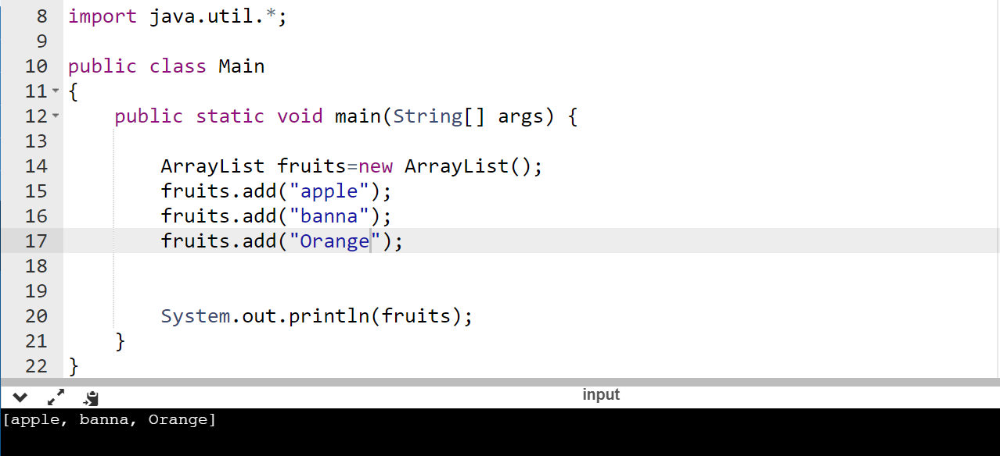 8 import java.util.*;
9
10 public class Main
11 {
12     public static void main(String[] args) {
13
14         ArrayList fruits=new ArrayList();
15         fruits.add("apple");
16         fruits.add("banna");
17         fruits.add("Orange");
18
19
20         System.out.println(fruits);
21     }
22 }
input
[apple, banna, Orange]